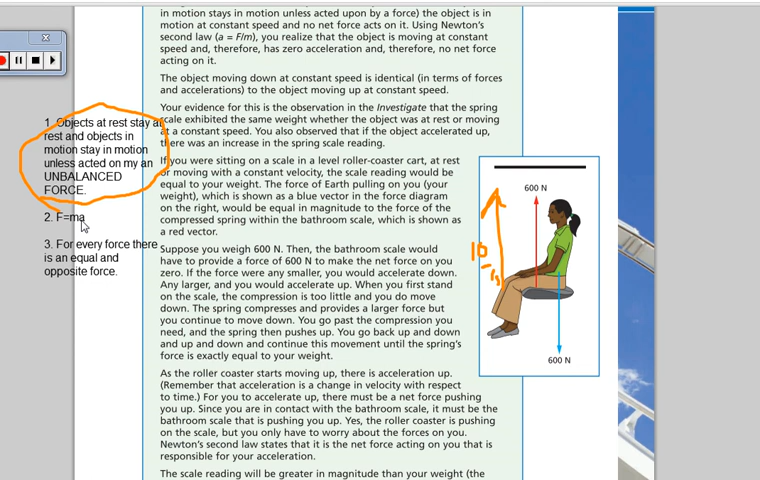 in motion stays in motion unless acted upon by a force) the object is in
motion at constant speed and no net force acts on it. Using Newton's
second law (a = F/m), you realize that the object is moving at constant
speed and, therefore, has zero acceleration and, therefore, no net force
acting on it.
The object moving down at constant speed is identical (in terms of forces
and accelerations) to the object moving up at constant speed.
Your evidence for this is the observation in the Investigate that the spring
scale exhibited the same weight whether the object was at rest or moving
at a constant speed. You also observed that if the object accelerated up,
there was an increase in the spring scale reading.
If you were sitting on a scale in a level roller-coaster cart, at rest
or moving with a constant velocity, the scale reading would be
equal to your weight. The force of Earth pulling on you (your
weight), which is shown as a blue vector in the force diagram
on the right, would be equal in magnitude to the force of the
compressed spring within the bathroom scale, which is shown as
a red vector.
Suppose you weigh 600 N. Then, the bathroom scale would
have to provide a force of 600 N to make the net force on you
zero. If the force were any smaller, you would accelerate down.
Any larger, and you would accelerate up. When you first stand
on the scale, the compression is too little and you do move
down. The spring compresses and provides a larger force but
you continue to move down. You go past the compression you
need, and the spring then pushes up. You go back up and down
and up and down and continue this movement until the spring's
force is exactly equal to your weight.
As the roller coaster starts moving up, there is acceleration up.
(Remember that acceleration is a change in velocity with respect
to time.) For you to accelerate up, there must be a net force pushing
you up. Since you are in contact with the bathroom scale, it must be the
bathroom scale that is pushing you up. Yes, the roller coaster is pushing
on the scale, but you only have to worry about the forces on you.
Newton's second law states that it is the net force acting on you that is
responsible for your acceleration.
The scale reading will be greater in magnitude than your weight (the
1. Objects at rest stay at
rest and objects in
motion stay in motion
unless acted on my an
UNBALANCED
FORCE.
2. F=ma
3. For every force there
is an equal and
opposite force.
600 N
10
600 N